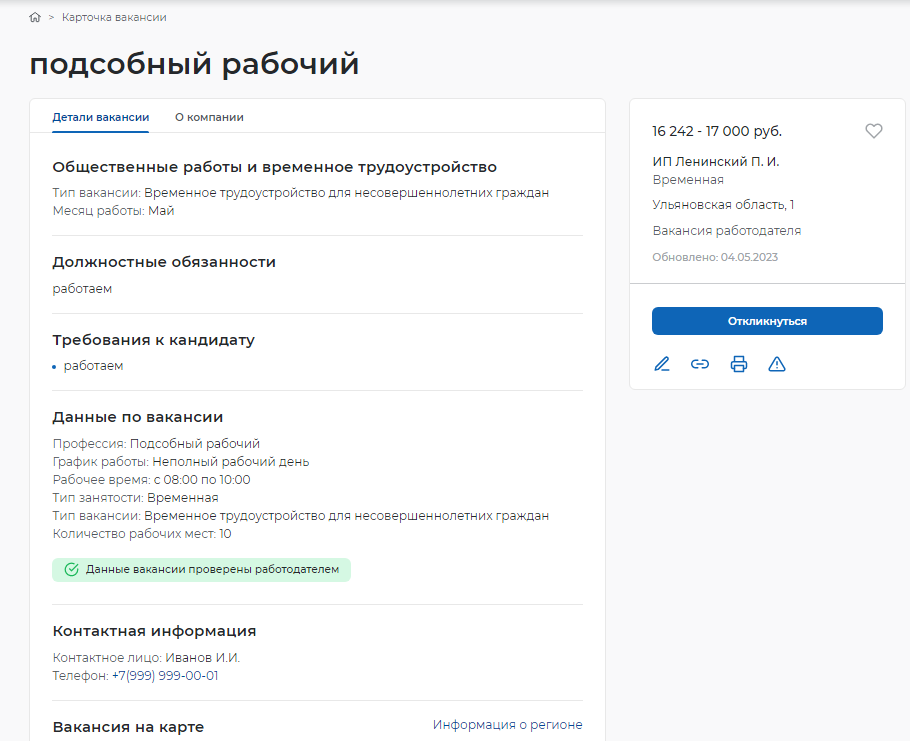 > Карточка вакансии
подсобный рабочий
Детали вакансии О компании
Общественные работы и временное трудоустройство
Тип вакансии: Временное трудоустройство для несовершеннолетних граждан
Месяц работы: Май
Должностные обязанности
работаем
Требования к кандидату
• работаем
Данные по вакансии
Профессия: Подсобный рабочий
График работы: Неполный рабочий день
Рабочее время: с 08:00 по 10:00
Тип занятости: Временная
Тип вакансии: Временное трудоустройство для несовершеннолетних граждан
Количество рабочих мест: 10
Данные вакансии проверены работодателем
Контактная информация
Контактное лицо: Иванов И.И.
Телефон: +7(999) 999-00-01
Вакансия на карте Информация о регионе
16 242 - 17 000 руб.
ИП Ленинский П. И.
Временная
Ульяновская область, 1
Вакансия работодателя
Обновлено: 04.05.2023
Откликнуться